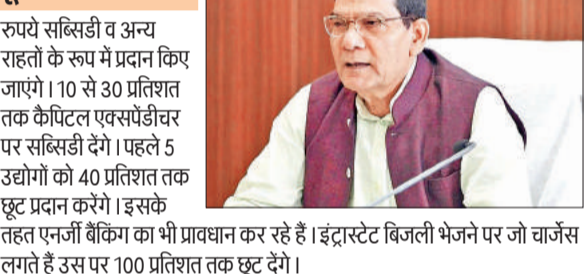 रुपये सब्सिडी व अन्य
राहतों के रूप में प्रदान किए
जाएंगे। 10 से 30 प्रतिशत
तक कैपिटल एक्सपेंडीचर
पर सब्सिडी देंगे। पहले 5
उद्योगों को 40 प्रतिशत तक
छूट प्रदान करेंगे। इसके
तहत एनर्जी बैंकिंग का भी प्रावधान कर रहे हैं। इंट्रास्टेट बिजली भेजने पर जो चार्जेस
लगते हैं उस पर 100 प्रतिशत तक छूट देंगे।